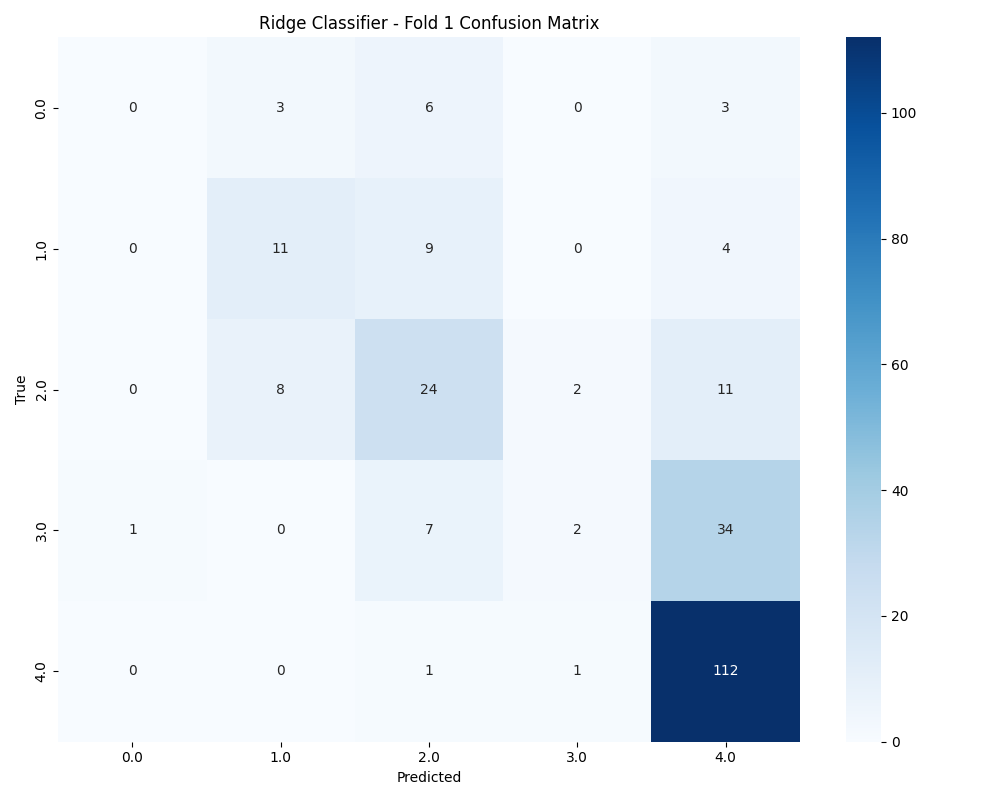 Ridge Classifier - Fold 1 Confusion Matrix
True
0.0 0 3 6 0 3
1.0 0 11 9 0 4
2.0 0 8 24 2 11
3.0 1 0 7 2 34
4.0 0 0 1 1 112
0.0 1.0 2.0 3.0 4.0
Predicted
100
80
60
40
20
0